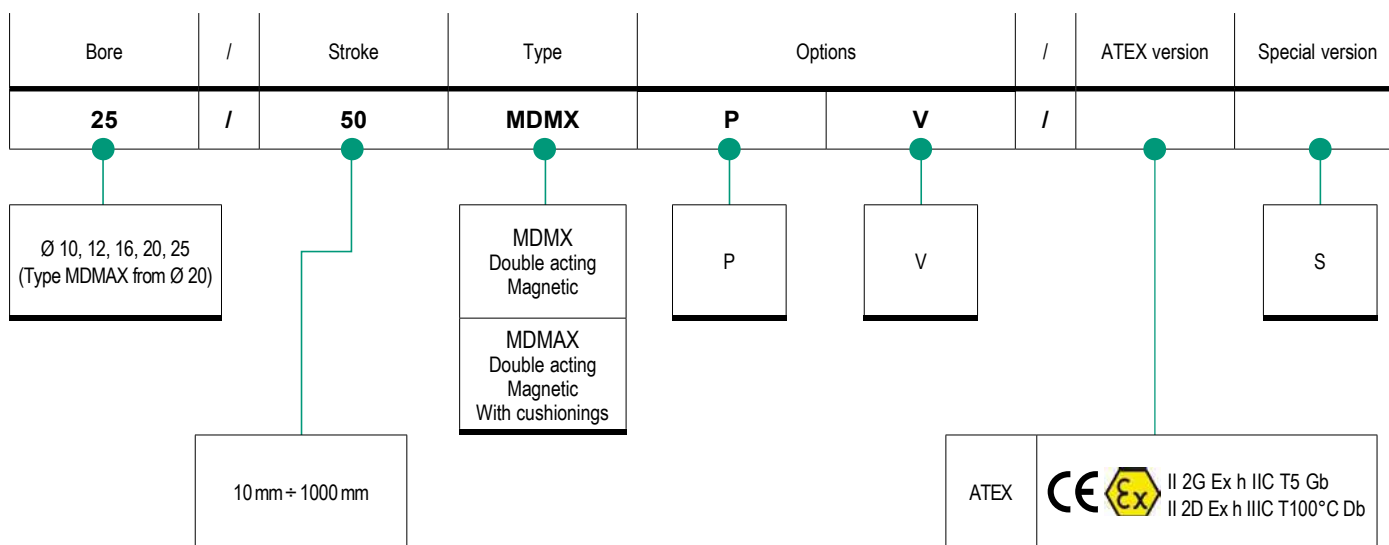 Bore / Stroke Type Options / ATEX version Special version
25 / 50 MDMX P V /
Ø 10, 12, 16, 20, 25
(Type MDMAX from Ø 20)
MDMX
Double acting
Magnetic
MDMAX
Double acting
Magnetic
With cushionings
P
V
S
10 mm ÷ 1000 mm
ATEX
CE Ex
II 2G Ex h IIC T5 Gb
II 2D Ex h IIIC T100°C Db